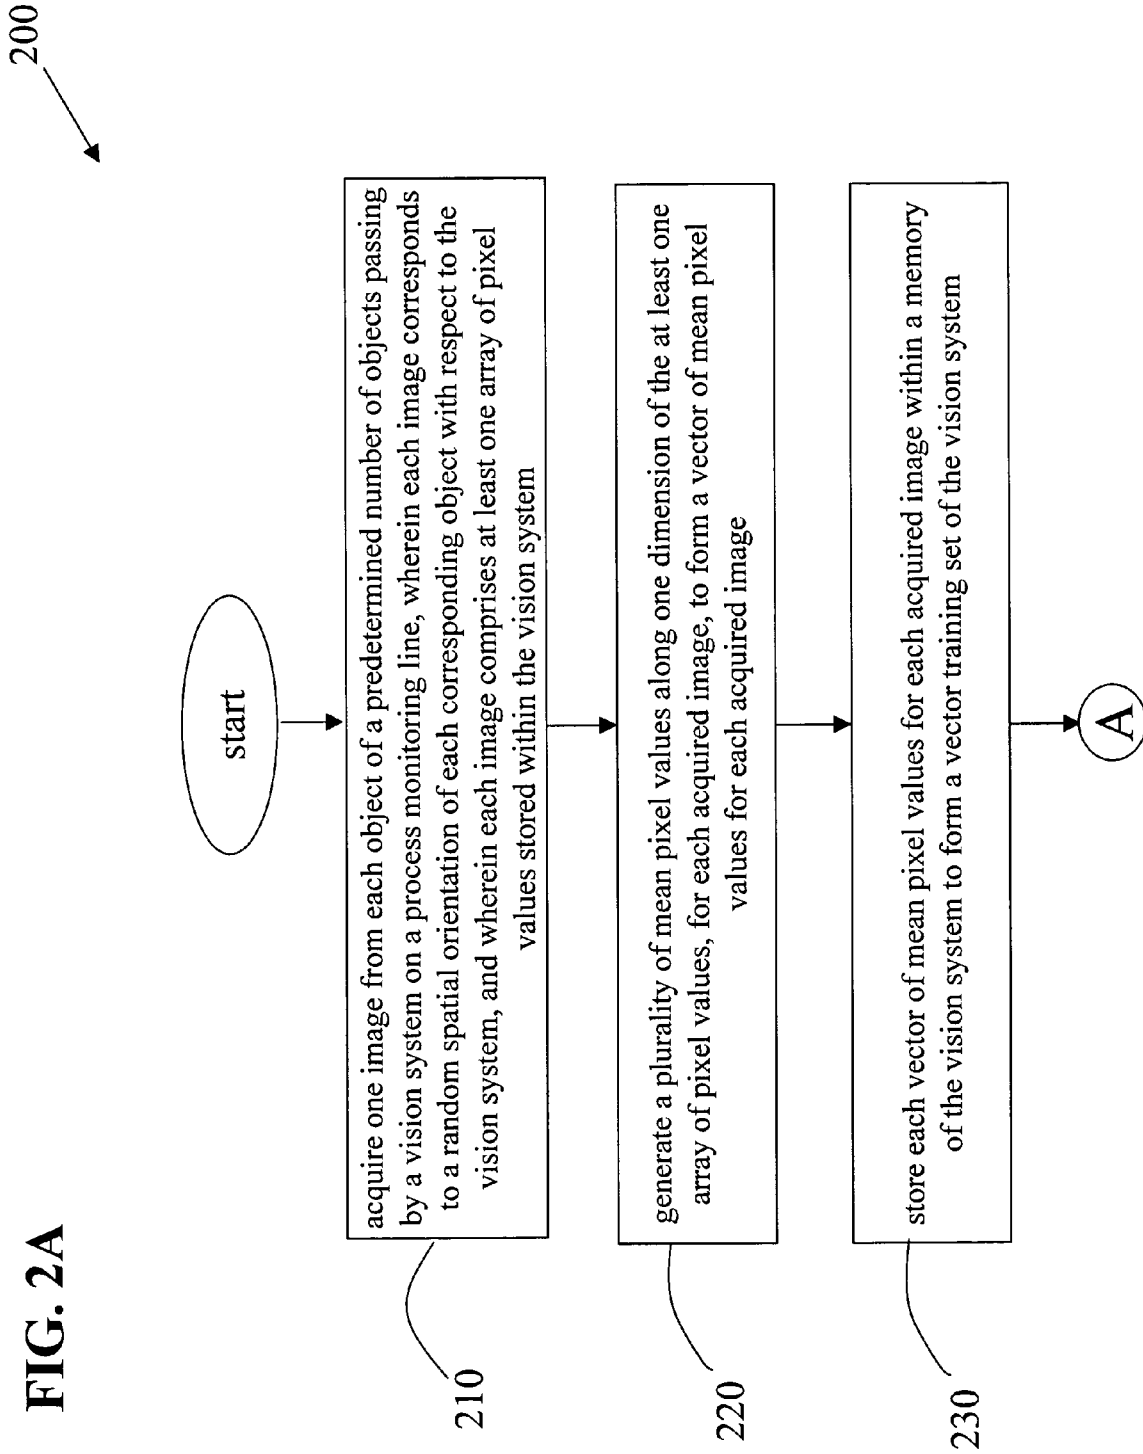 FIG. 2A
200
start
210
acquire one image from each object of a predetermined number of objects passing
by a vision system on a process monitoring line, wherein each image corresponds
to a random spatial orientation of each corresponding object with respect to the
vision system, and wherein each image comprises at least one array of pixel
values stored within the vision system
220
generate a plurality of mean pixel values along one dimension of the at least one
array of pixel values, for each acquired image, to form a vector of mean pixel
values for each acquired image
230
store each vector of mean pixel values for each acquired image within a memory
of the vision system to form a vector training set of the vision system
A